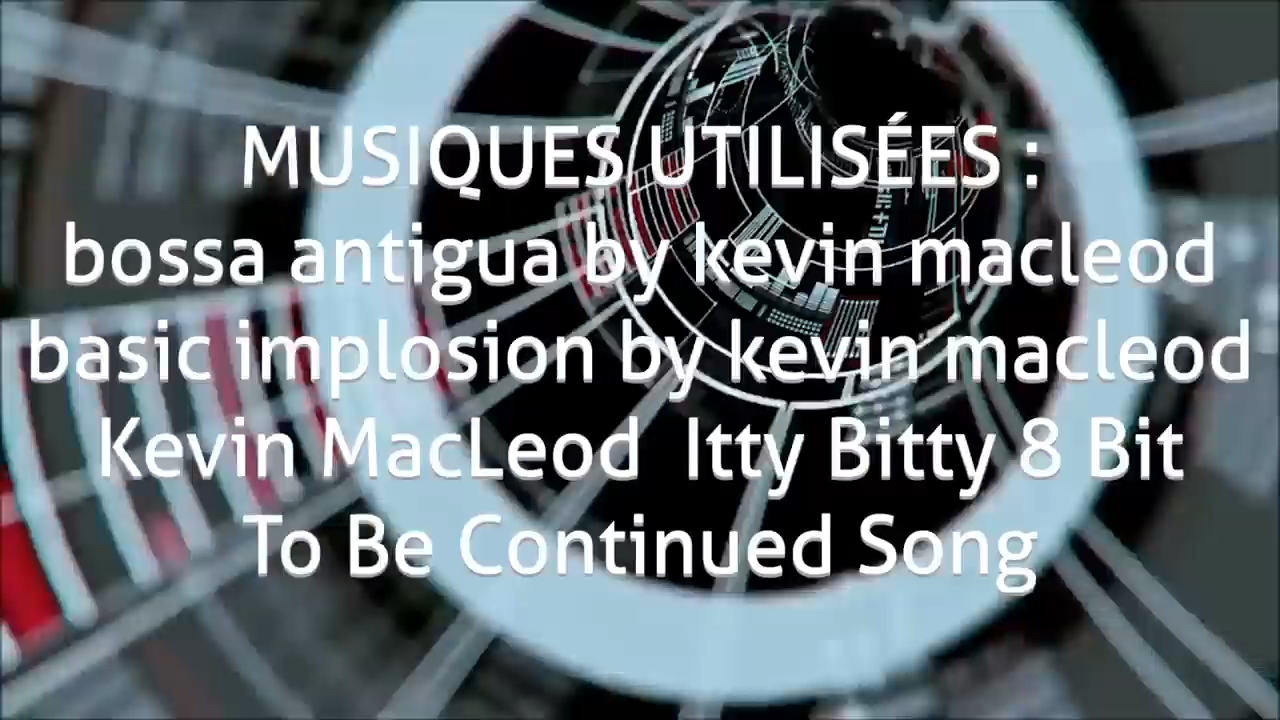 MUSIQUES UTILISÉES :
bossa antigua by kevin macleod
basic implosion by kevin macleod
Kevin MacLeod  Itty Bitty 8 Bit
To Be Continued Song